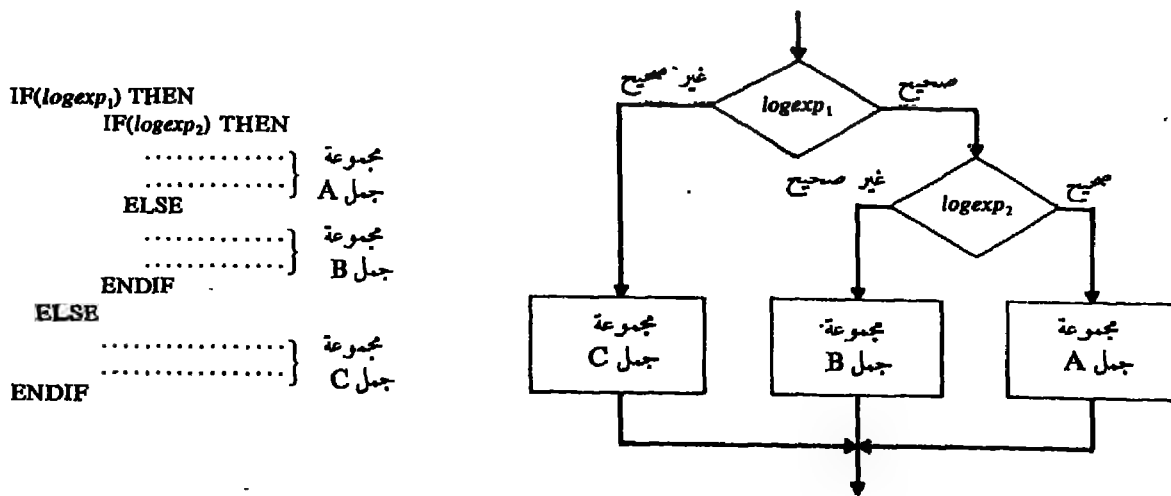 IF(logexp₁) THEN
IF(logexp₂) THEN
.............. } مجموعة
.............. } جمل A
ELSE
.............. } مجموعة
.............. } جمل B
ENDIF
ELSE
.................. } مجموعة
.................. } جمل C
ENDIF
غير صحيح
logexp₁
صحيح
غير صحيح
logexp₂
صحيح
مجموعة
جمل C
مجموعة
جمل B
مجموعة
جمل A